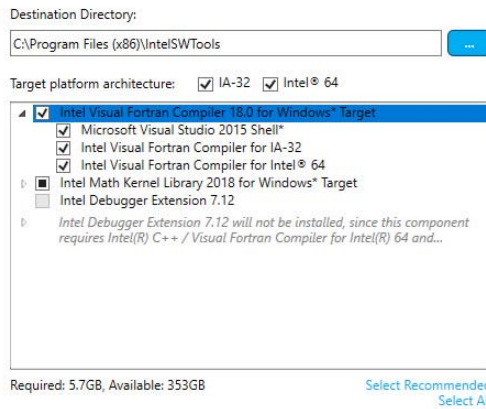 Destination Directory:
C:\Program Files (x86)\IntelSWTools
...
Target platform architecture: IA-32 Intel® 64
Intel Visual Fortran Compiler 18.0 for Windows* Target
Microsoft Visual Studio 2015 Shell*
Intel Visual Fortran Compiler for IA-32
Intel Visual Fortran Compiler for Intel® 64
Intel Math Kernel Library 2018 for Windows* Target
Intel Debugger Extension 7.12
Intel Debugger Extension 7.12 will not be installed, since this component
requires Intel(R) C++ / Visual Fortran Compiler for Intel(R) 64 and...
Required: 5.7GB, Available: 353GB
Select Recommended
Select A